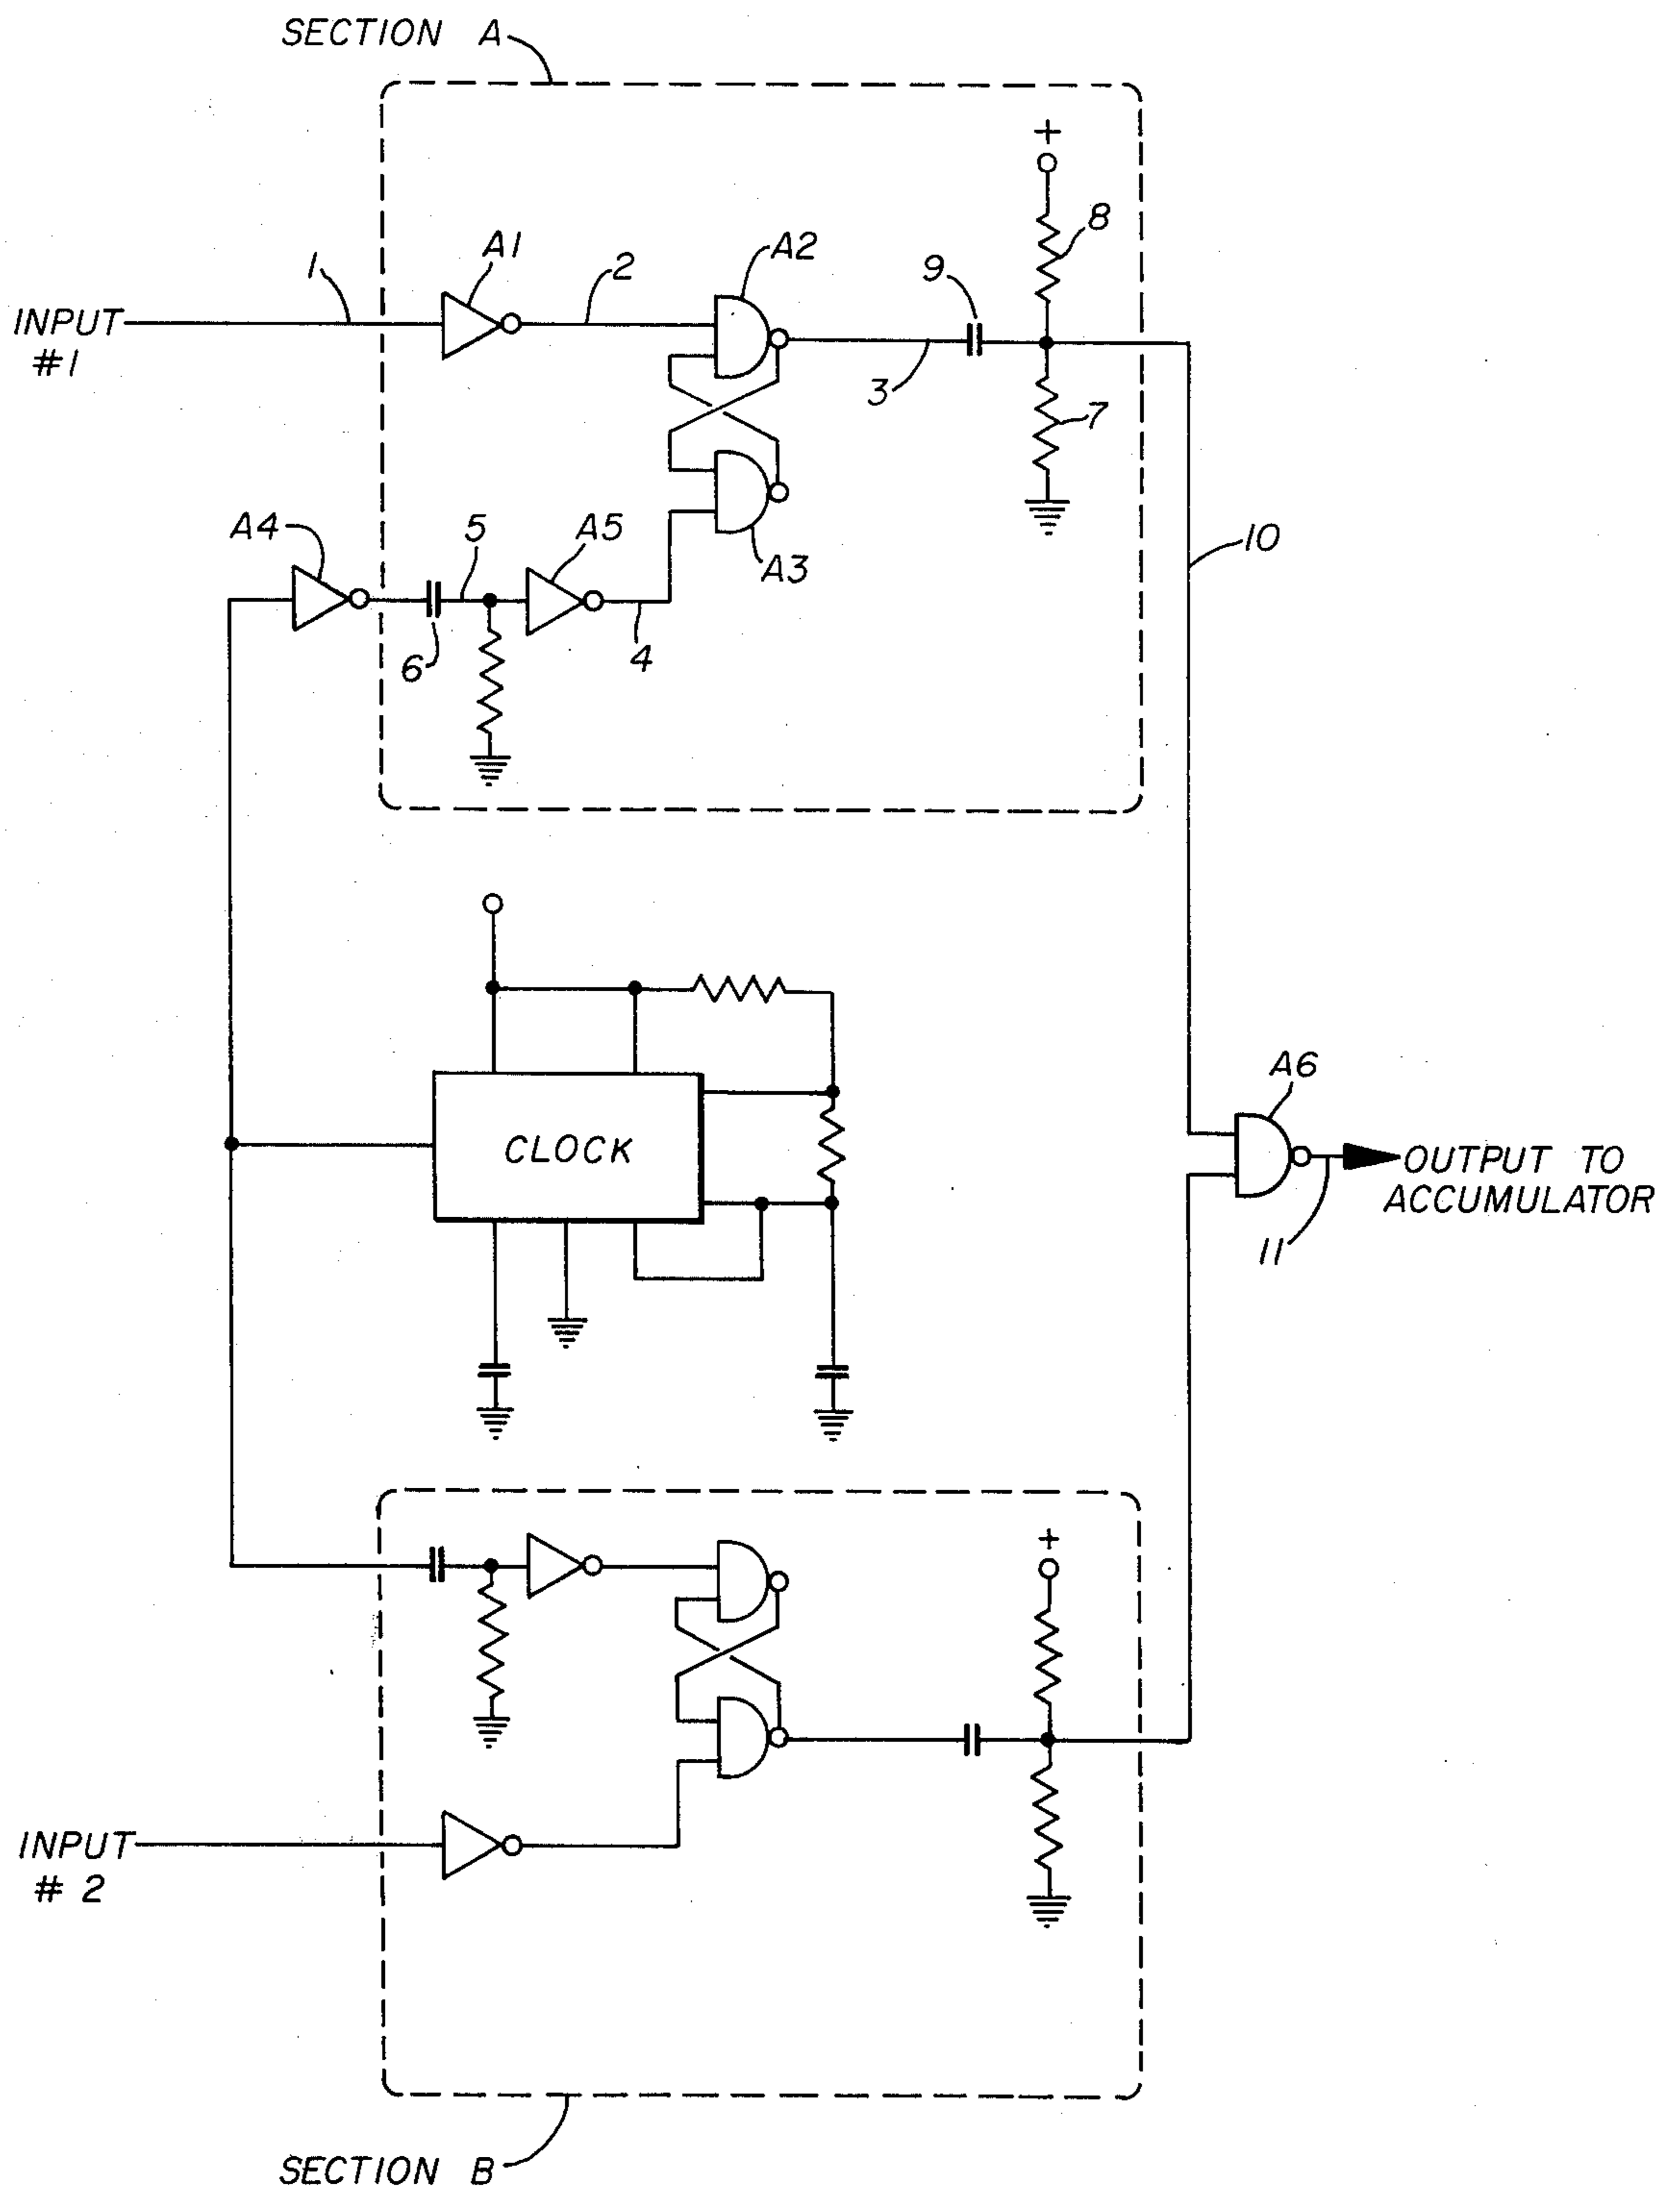 SECTION A
+
8
A1
A2
1
2
9
INPUT
#1
3
7
A4
5
A5
10
A3
6
4
A6
CLOCK
OUTPUT TO
ACCUMULATOR
11
+
INPUT
# 2
SECTION B